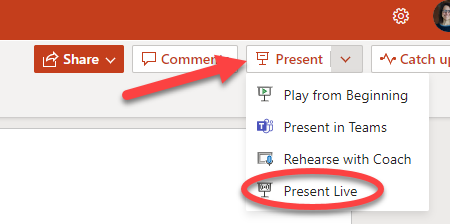 Share
Comment
Present
Catch up
Play from Beginning
Present in Teams
Rehearse with Coach
Present Live